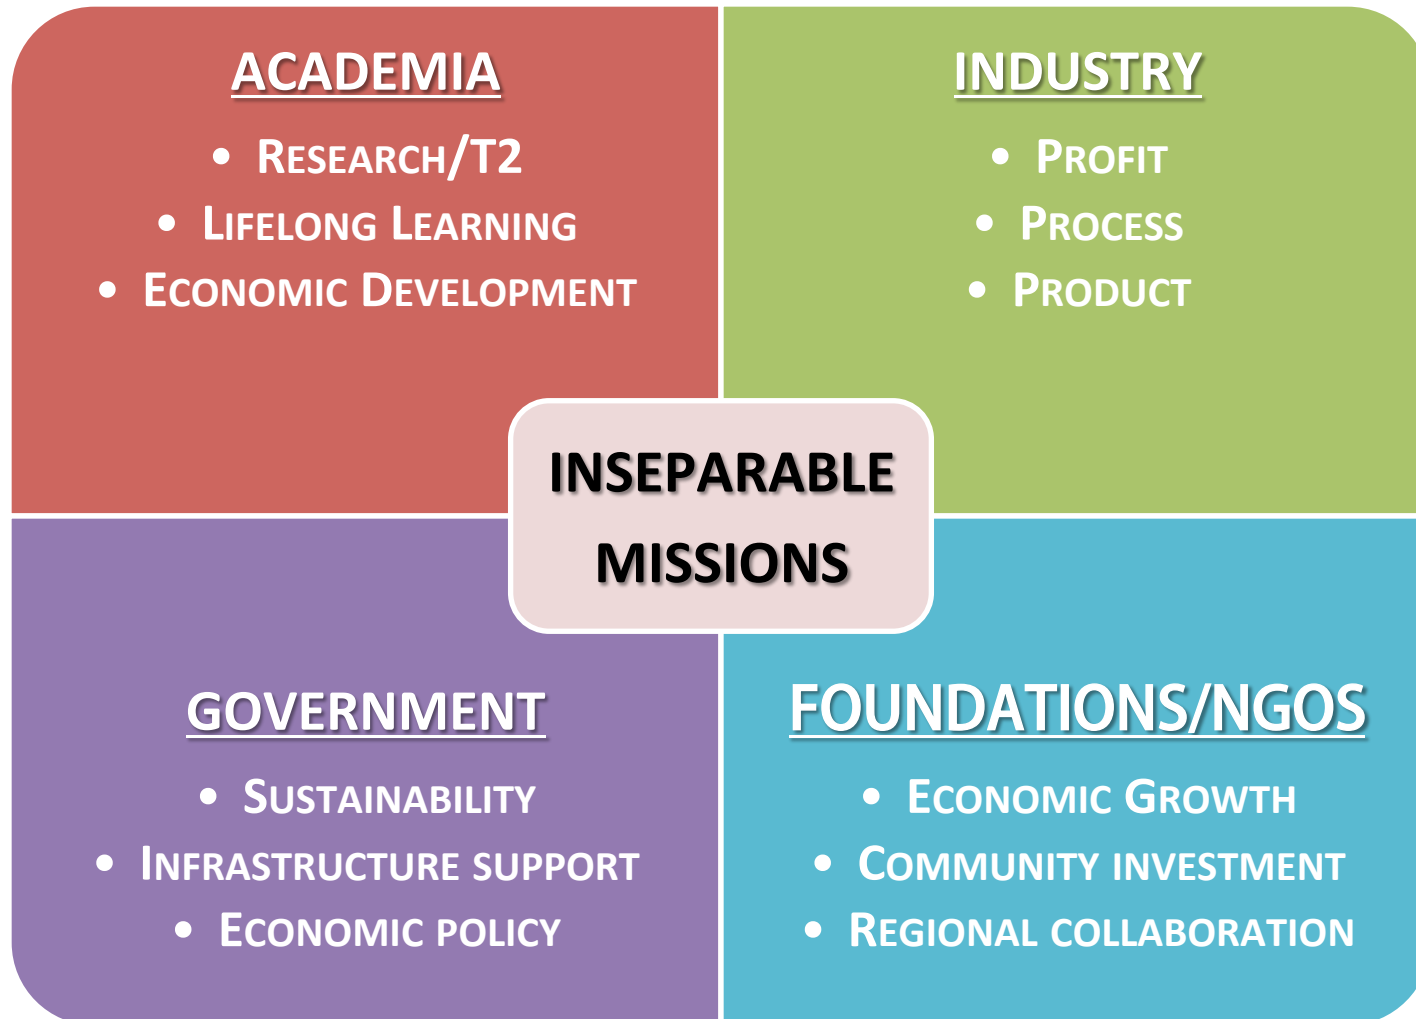 ACADEMIA
• RESEARCH/T2
• LIFELONG LEARNING
• ECONOMIC DEVELOPMENT
INDUSTRY
• PROFIT
• PROCESS
• PRODUCT
INSEPARABLE
MISSIONS
GOVERNMENT
• SUSTAINABILITY
• INFRASTRUCTURE SUPPORT
• ECONOMIC POLICY
FOUNDATIONS/NGOS
• ECONOMIC GROWTH
• COMMUNITY INVESTMENT
• REGIONAL COLLABORATION